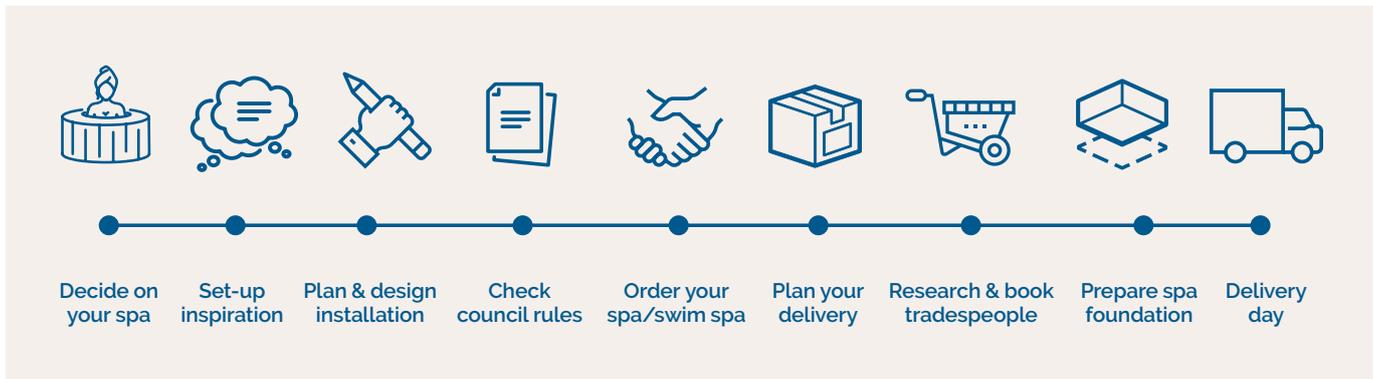 Decide on
your spa
Set-up
inspiration
Plan & design
installation
Check
council rules
Order your
spa/swim spa
Plan your
delivery
Research & book
tradespeople
Prepare spa
foundation
Delivery
day